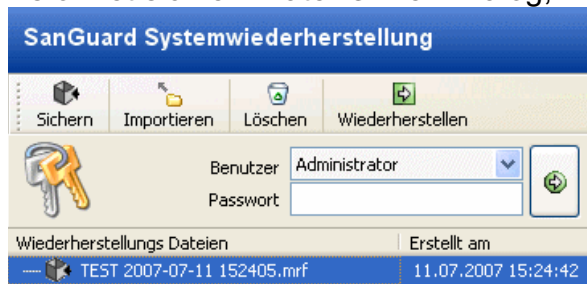 SanGuard Systemwiederherstellung
Sichern Importieren Löschen Wiederherstellen
Benutzer Administrator
Passwort
Wiederherstellungs Dateien Erstellt am
TEST 2007-07-11 152405.mrf 11.07.2007 15:24:42